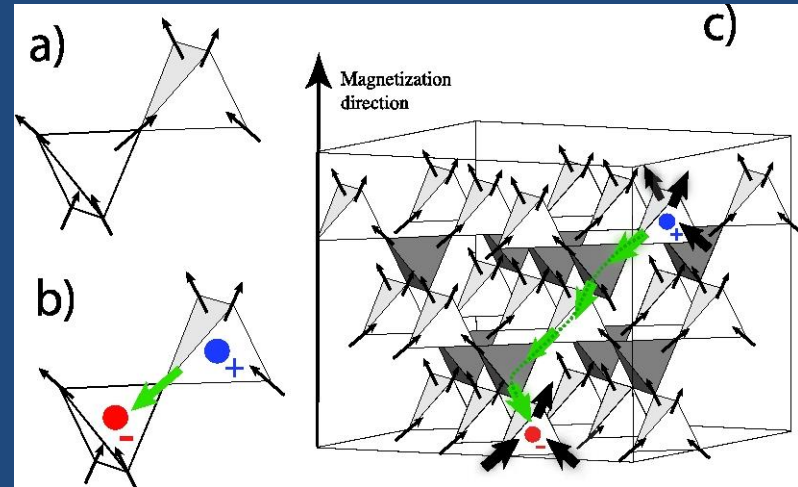 a)
c)
Magnetization
direction
+
b)
+
-
-